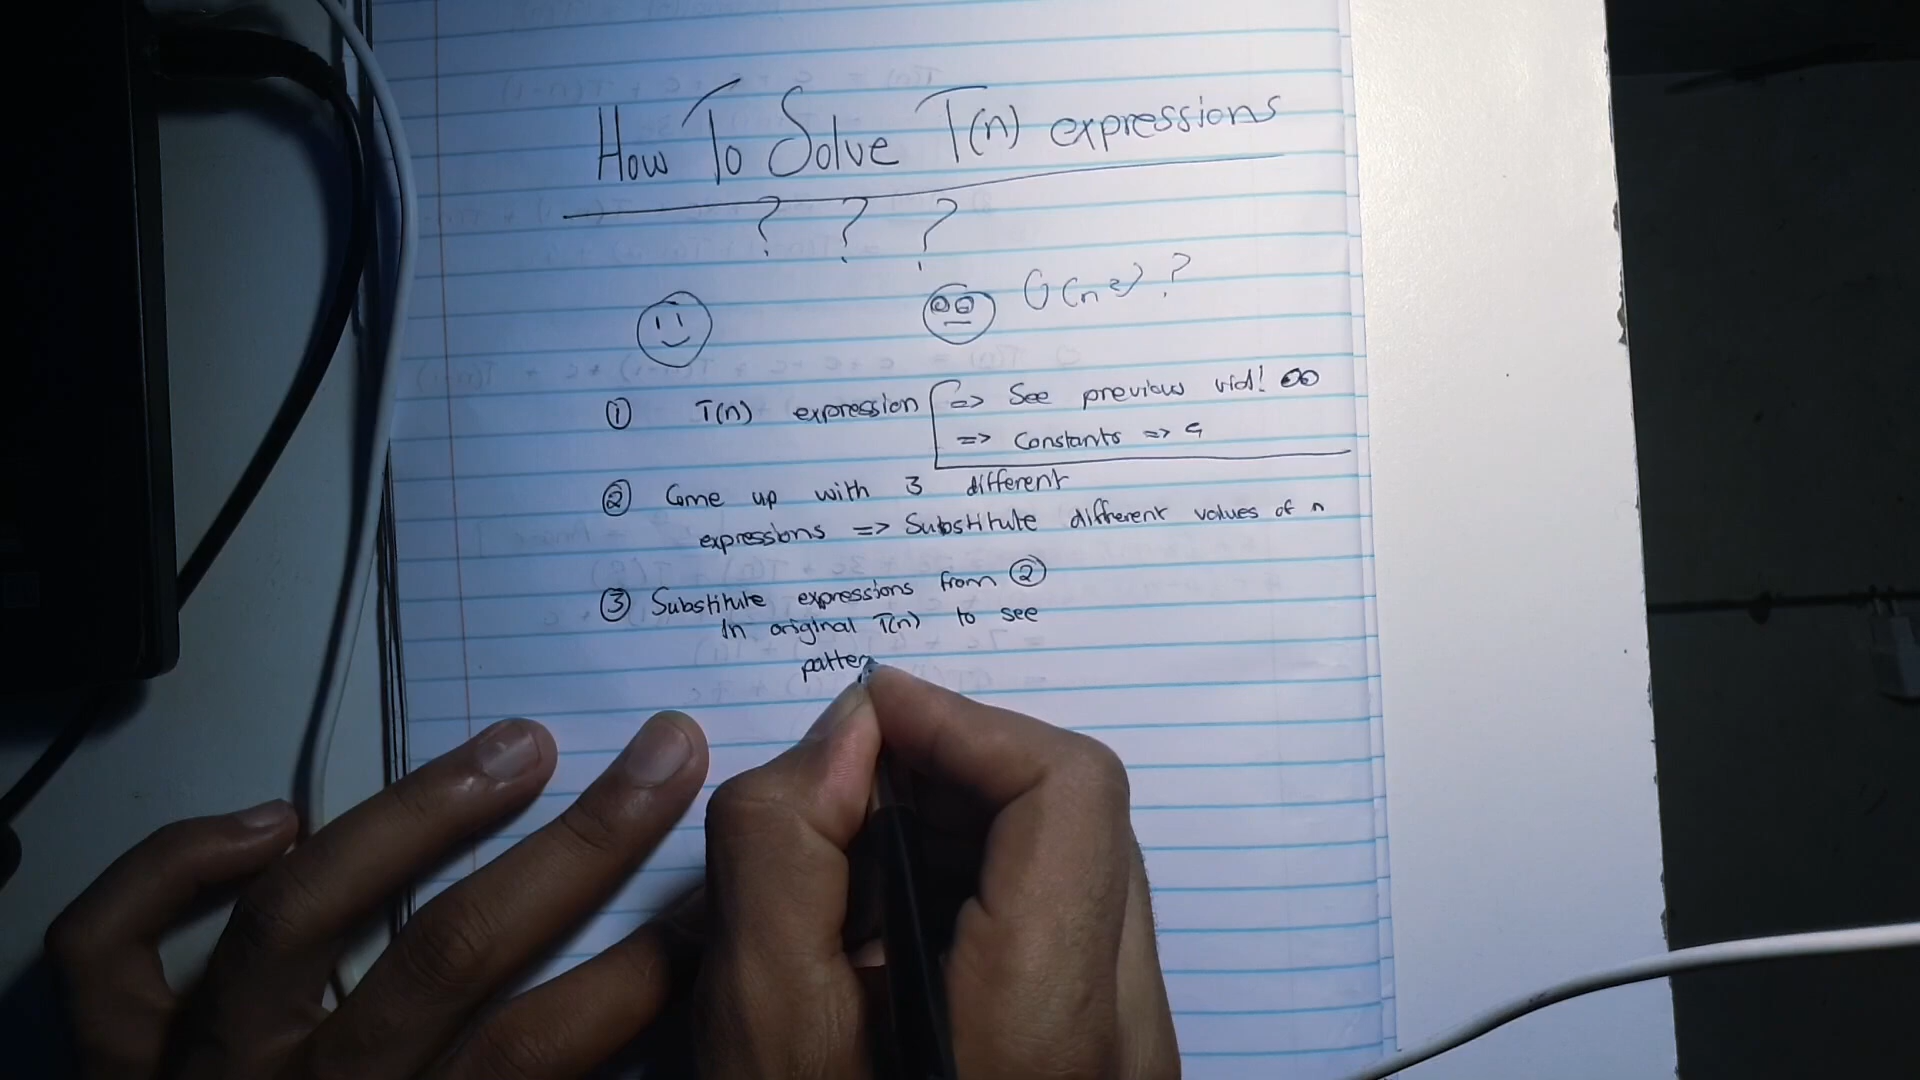 How To Solve T(n) expressions
? ? ?
O(n²)?
① T(n) expression => See previous vid!
=> Constants =>
② Come up with 3 different
expressions => Substitute different values of n
③ Substitute expressions from ②
in original T(n) to see
patter